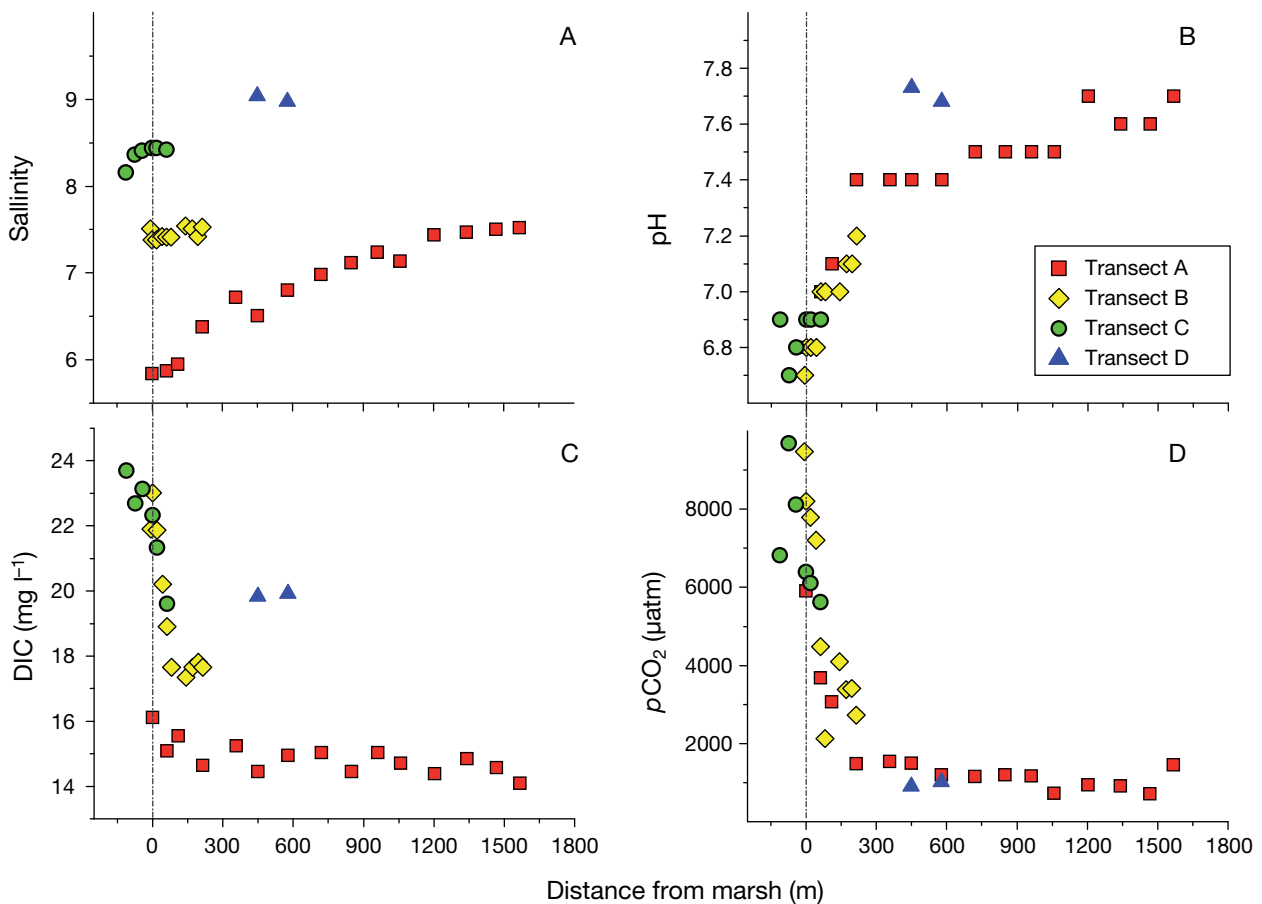 A
Sallinity
9
8
7
6
B
pH
7.8
7.6
7.4
7.2
7.0
6.8
Transect A
Transect B
Transect C
Transect D
C
DIC (mg l⁻¹)
24
22
20
18
16
14
0 300 600 900 1200 1500 1800
D
pCO₂ (µatm)
8000
6000
4000
2000
0 300 600 900 1200 1500 1800
Distance from marsh (m)